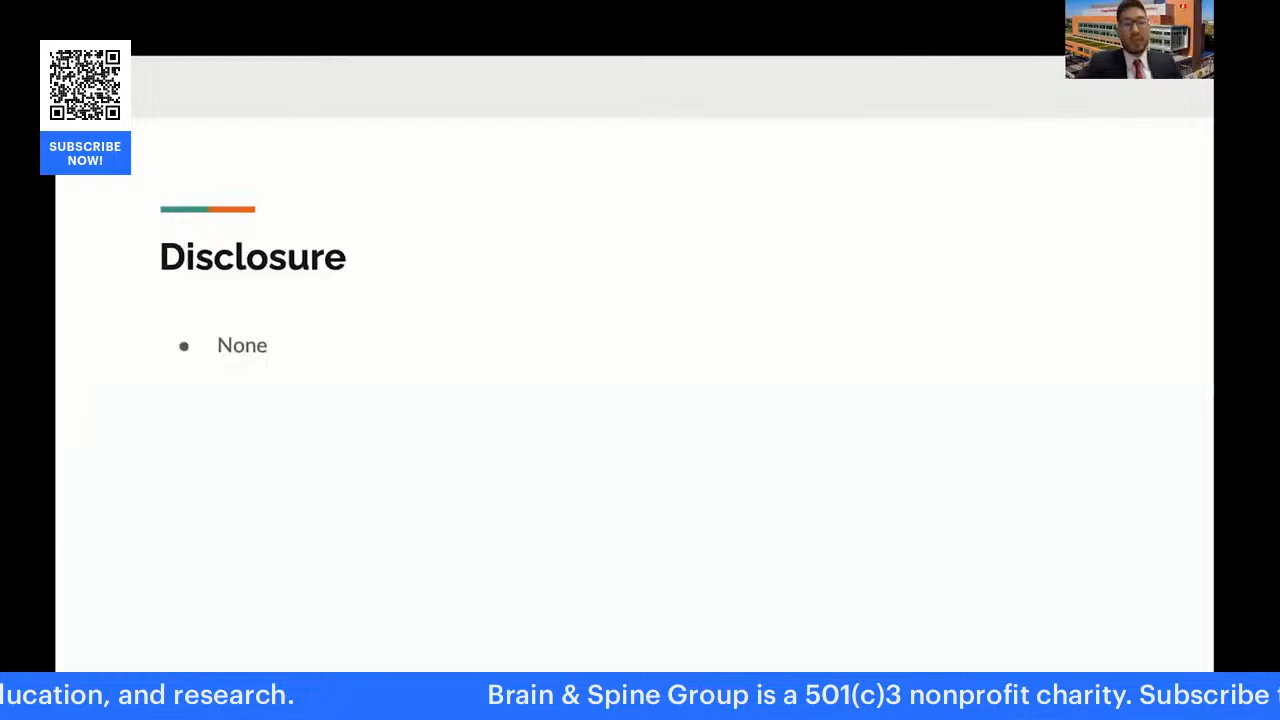 SUBSCRIBE
NOW!
Disclosure
● None
lucation, and research.
Brain & Spine Group is a 501(c)3 nonprofit charity. Subscribe